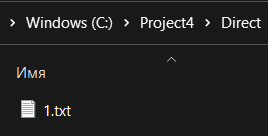 Windows (C:) > Project4 > Direct
Имя
1.txt